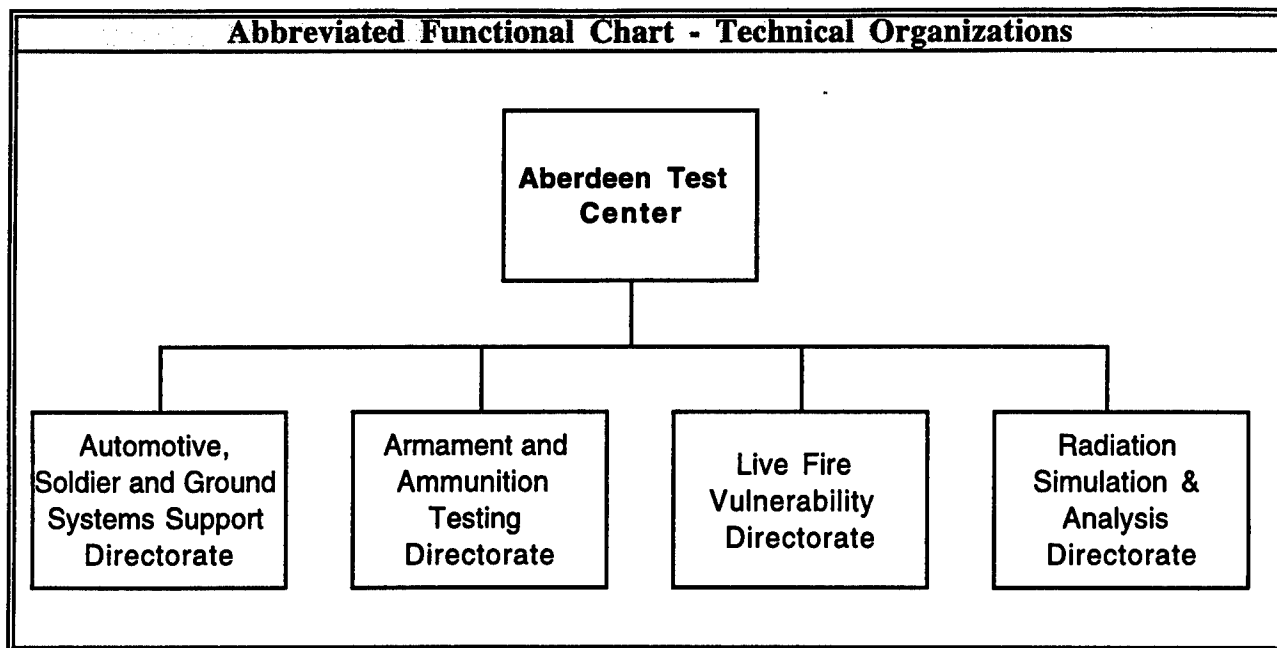 Abbreviated Functional Chart - Technical Organizations
Aberdeen Test
Center
Automotive,
Soldier and Ground
Systems Support
Directorate
Armament and
Ammunition
Testing
Directorate
Live Fire
Vulnerability
Directorate
Radiation
Simulation &
Analysis
Directorate